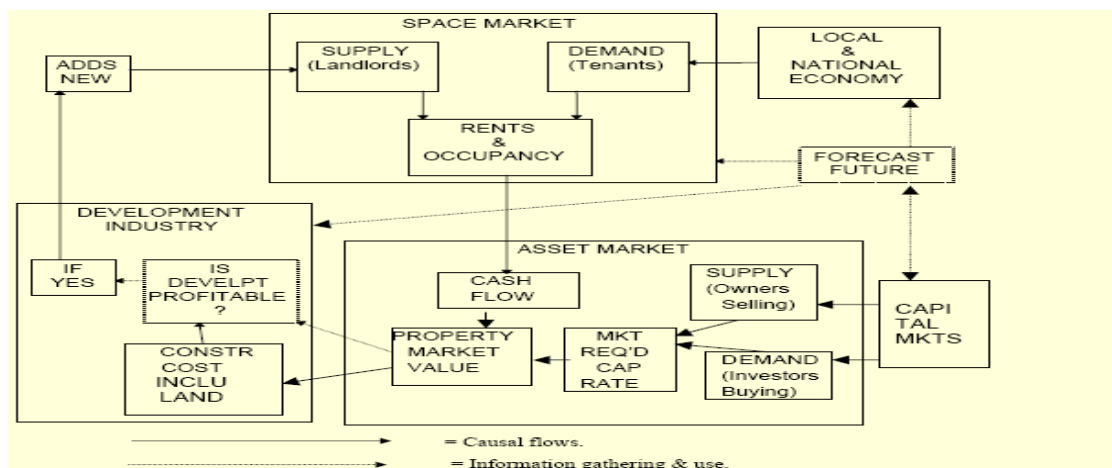 SPACE MARKET
ADDS
NEW
SUPPLY
(Landlords)
DEMAND
(Tenants)
LOCAL
&
NATIONAL
ECONOMY
RENTS
&
OCCUPANCY
FORECAST
FUTURE
DEVELOPMENT
INDUSTRY
IF
YES
IS
DEVELPT
PROFITABLE
?
CONSTR
COST
INCLU
LAND
ASSET MARKET
CASH
FLOW
PROPERTY
MARKET
VALUE
MKT
REQ'D
CAP
RATE
SUPPLY
(Owners
Selling)
DEMAND
(Investors
Buying)
CAPI
TAL
MKTS
= Causal flows.
= Information gathering & use.